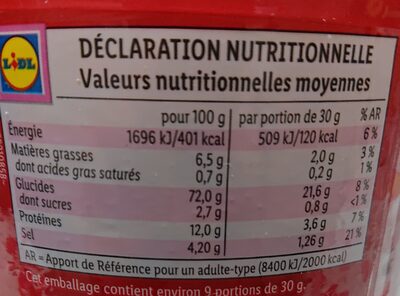 LIDL
DÉCLARATION NUTRITIONNELLE
Valeurs nutritionnelles moyennes
pour 100 g par portion de 30 g % AR
Énergie 1696 kJ/401 kcal 509 kJ/120 kcal 6 %
Matières grasses 6,5 g 2,0 g 3 %
dont acides gras saturés 0,7 g 0,2 g 1 %
Glucides 72,0 g 21,6 g 8 %
dont sucres 2,7 g 0,8 g <1 %
Protéines 12,0 g 3,6 g 7 %
Sel 4,20 g 1,26 g 21 %
AR = Apport de Référence pour un adulte-type (8400 kJ/2000 kcal)
Cet emballage contient environ 9 portions de 30 g.